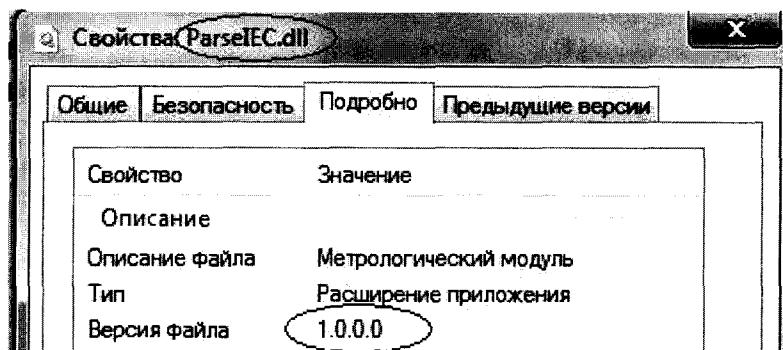 Свойства: ParseIEC.dll
Общие Безопасность Подробно Предыдущие версии
Свойство Значение
Описание
Описание файла Метрологический модуль
Тип Расширение приложения
Версия файла 1.0.0.0